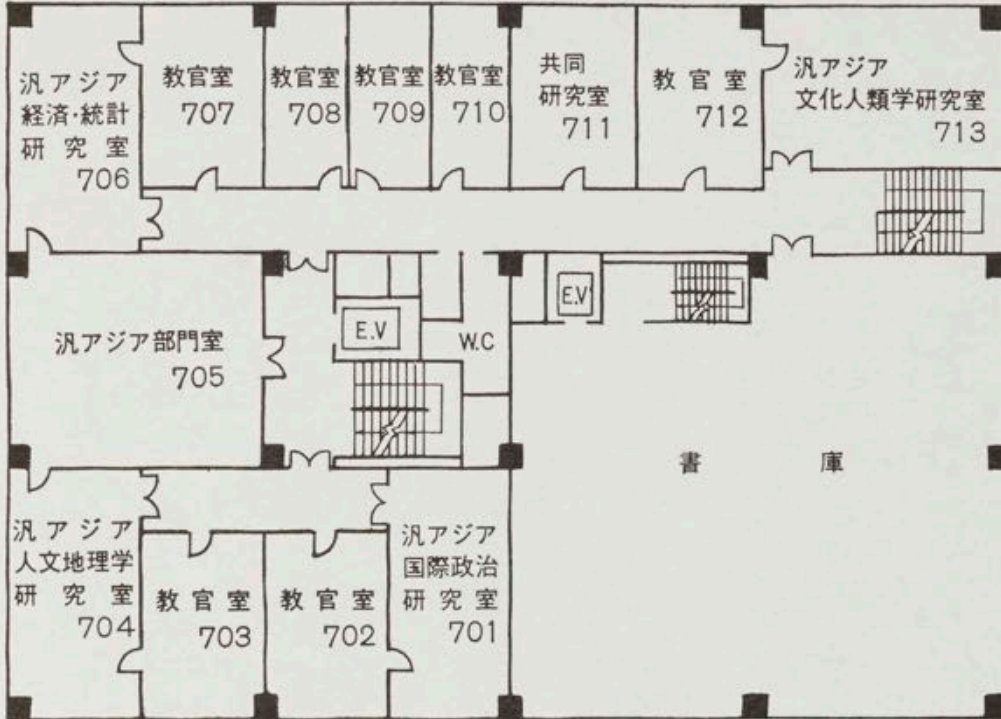 汎アジア
経済・統計
研究室
706
教官室
707
教官室
708
教官室
709
教官室
710
共同
研究室
711
教官室
712
汎アジア
文化人類学研究室
713
汎アジア部門室
705
E.V
W.C
E.V
書庫
汎アジア
人文地理学
研究室
704
教官室
703
教官室
702
汎アジア
国際政治
研究室
701